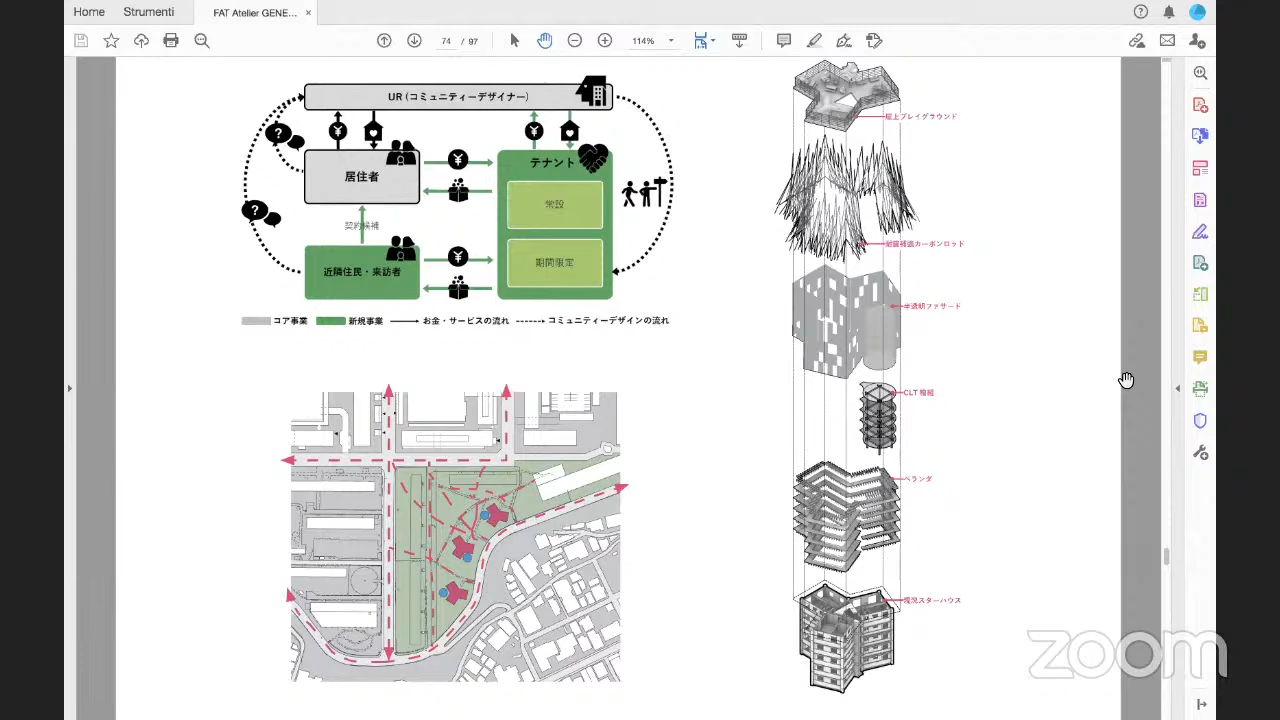 Home
Strumenti
FAT Atelier GENE...
74 / 97
114%
UR (コミュニティーデザイナー)
居住者
テナント
常設
契約候補
期間限定
近隣住民・来訪者
コア事業
新規事業
お金・サービスの流れ
コミュニティーデザインの流れ
屋上プレイグラウンド
耐震補強カーボンロッド
半透明ファサード
CLT 櫓組
ベランダ
現況スターハウス
zoom